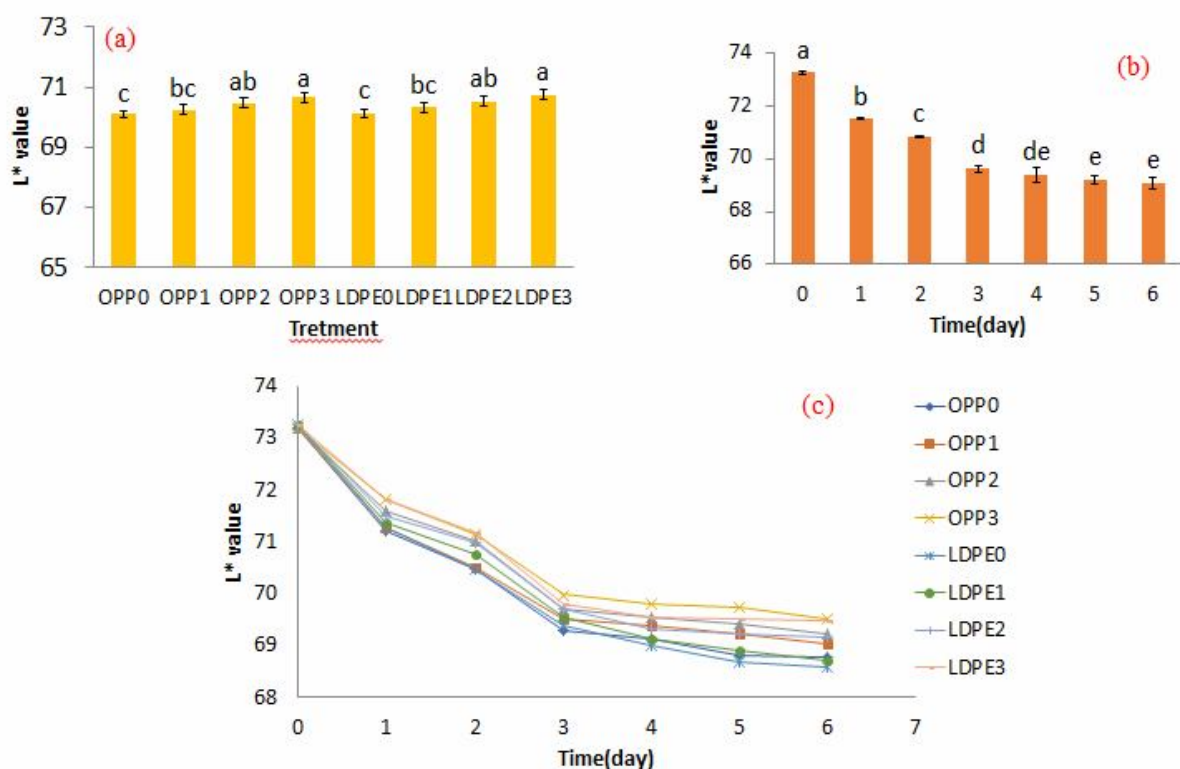 (a)
73
71
69
67
65
L* value
c bc ab a c bc ab a
OPP0 OPP1 OPP2 OPP3 LDPE0 LDPE1 LDPE2 LDPE3
Tretment
(b)
74
72
70
68
66
L*value
a b c d de e e
0 1 2 3 4 5 6
Time(day)
(c)
74
73
72
71
70
69
68
L* value
0 1 2 3 4 5 6 7
Time(day)
OPP0
OPP1
OPP2
OPP3
LDPE0
LDPE1
LDPE2
LDPE3